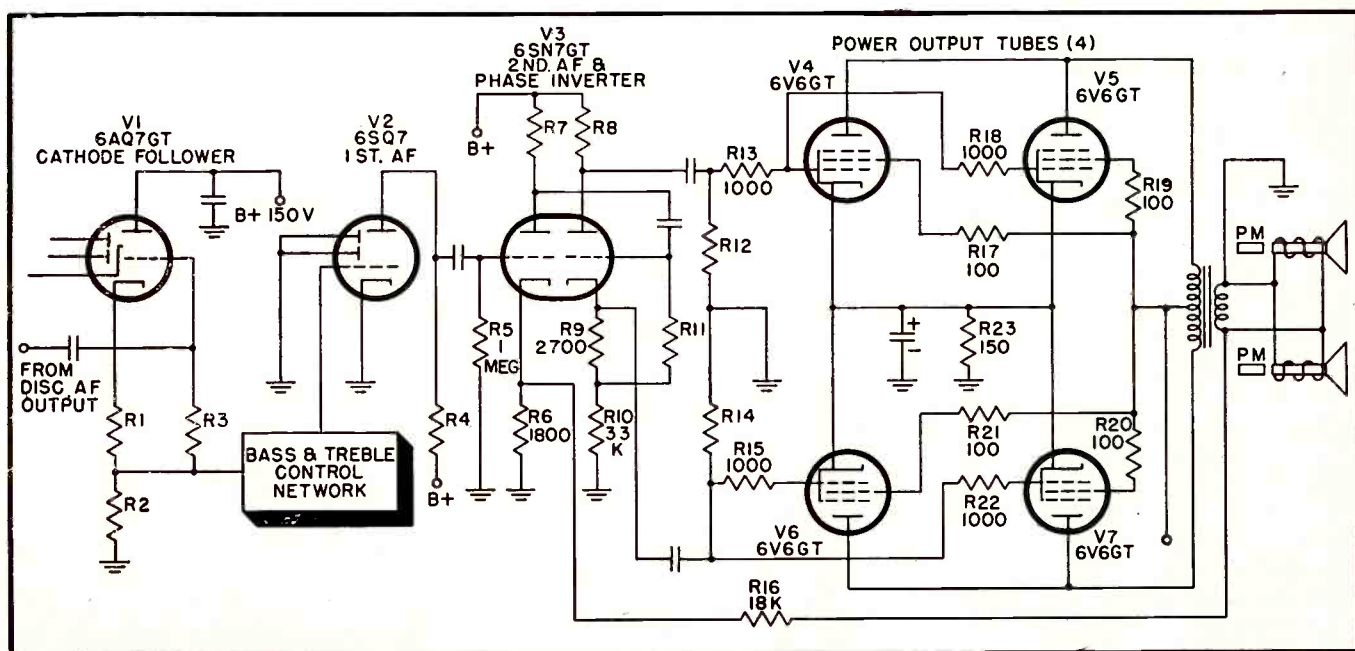 POWER OUTPUT TUBES (4)
V3
6SN7GT
2ND. AF &
PHASE INVERTER
V4
6V6GT
V5
6V6GT
V1
6AQ7GT
CATHODE FOLLOWER
V2
6SQ7
1ST. AF
B+
R7
R8
R13
1000
R18
1000
R19
100
B+ 150V
R12
R17
100
PM
FROM
DISC. AF
OUTPUT
R5
1
MEG
R9
2700
R11
+
-
R23
150
PM
R1
R3
R4
R6
1800
R10
33
K
R14
R15
1000
R21
100
R20
100
BASS & TREBLE
CONTROL
NETWORK
R2
B+
R22
1000
V6
6V6GT
V7
6V6GT
R16
18K